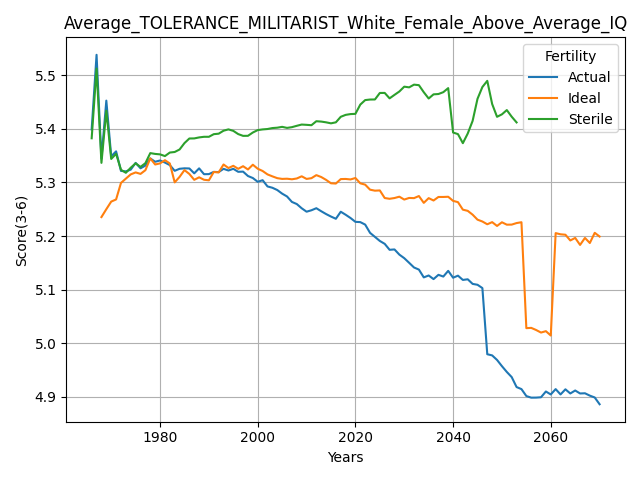 Average_TOLERANCE_MILITARIST_White_Female_Above_Average_IQ
Fertility
Actual
Ideal
Sterile
Score(3-6)
5.5
5.4
5.3
5.2
5.1
5.0
4.9
1980
2000
2020
2040
2060
Years